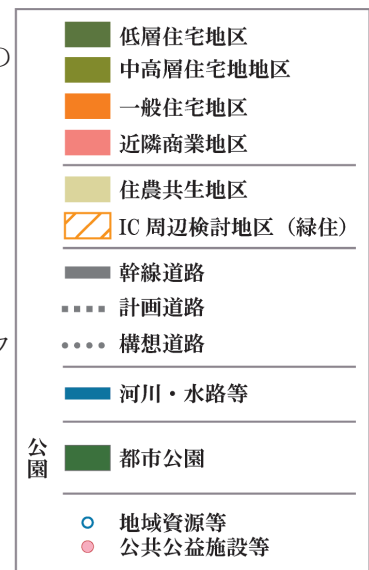 低層住宅地区
中高層住宅地地区
一般住宅地区
近隣商業地区
住農共生地区
IC 周辺検討地区（緑住）
幹線道路
計画道路
構想道路
河川・水路等
公園
都市公園
地域資源等
公共公益施設等